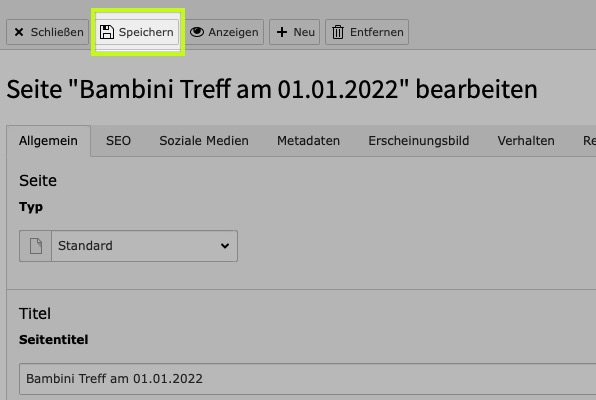 Schließen Speichern Anzeigen Neu Entfernen
Seite "Bambini Treff am 01.01.2022" bearbeiten
Allgemein SEO Soziale Medien Metadaten Erscheinungsbild Verhalten Re
Seite
Typ
Standard
Titel
Seitentitel
Bambini Treff am 01.01.2022